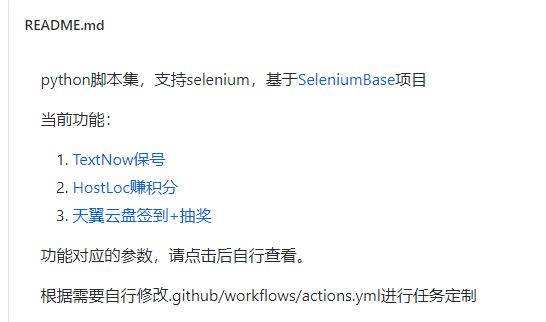 README.md
python脚本集，支持selenium，基于SeleniumBase项目
当前功能：
1. TextNow保号
2. HostLoc赚积分
3. 天翼云盘签到+抽奖
功能对应的参数，请点击后自行查看。
根据需要自行修改.github/workflows/actions.yml进行任务定制